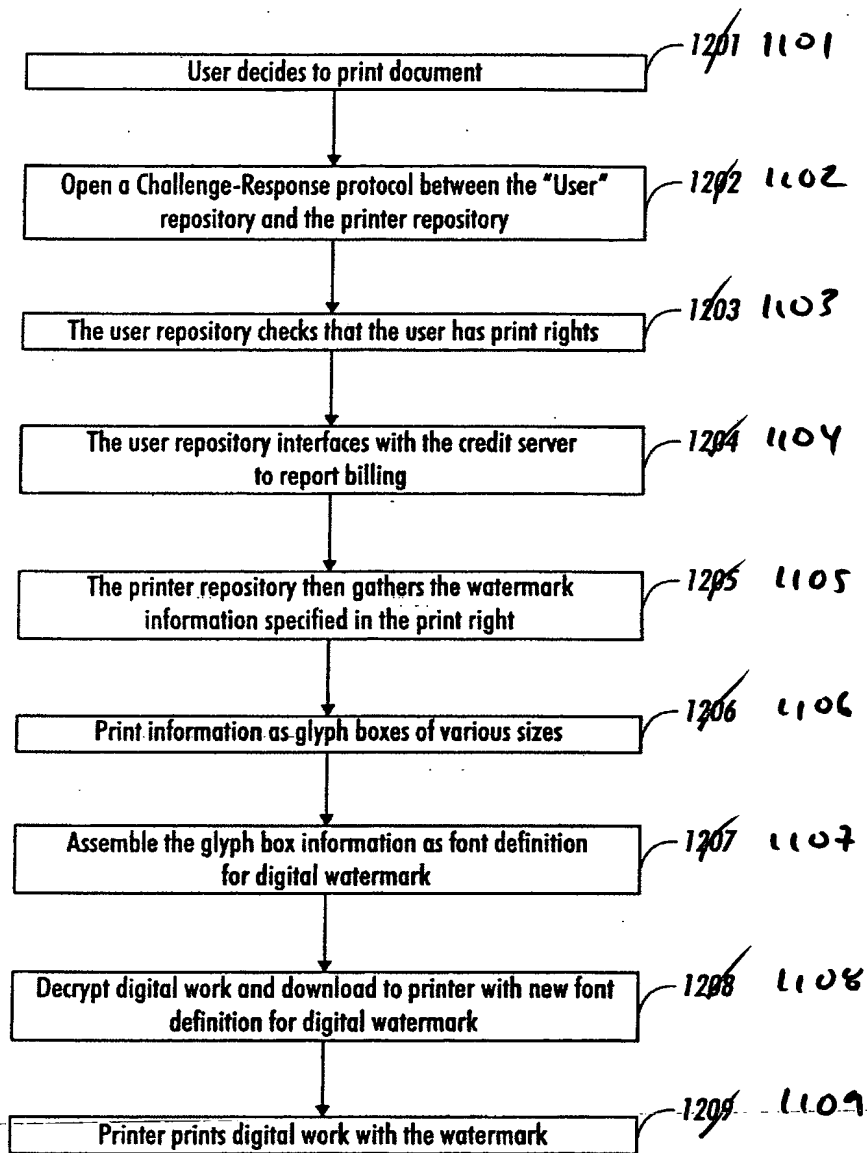 1201 1101
User decides to print document
1202 1102
Open a Challenge-Response protocol between the "User"
repository and the printer repository
1203 1103
The user repository checks that the user has print rights
1204 1104
The user repository interfaces with the credit server
to report billing
1205 1105
The printer repository then gathers the watermark
information specified in the print right
1206 1106
Print information as glyph boxes of various sizes
1207 1107
Assemble the glyph box information as font definition
for digital watermark
1208 1108
Decrypt digital work and download to printer with new font
definition for digital watermark
1209 1109
Printer prints digital work with the watermark